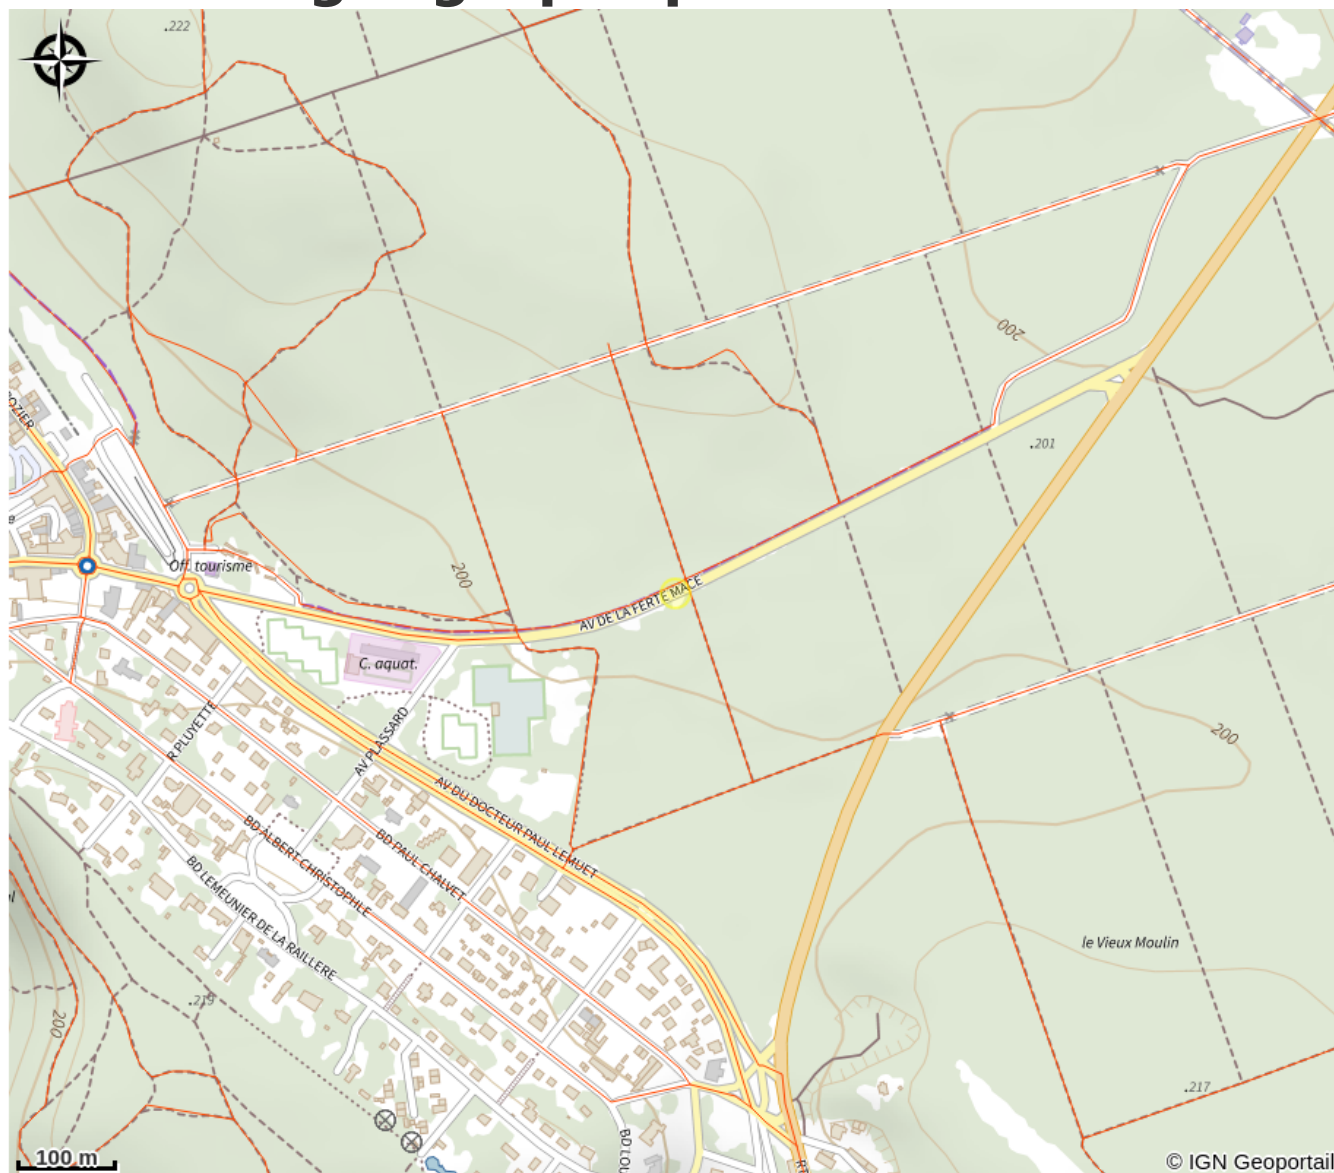 .222
200
.201
200
Off. tourisme
AV DE LA FERTE MACE
C. aquat.
R PLUYETTE
AV PLASSARD
200
AV DU DOCTEUR PAUL LEMUET
BD ALBERT CHRISTOPHLE
BD PAUL CHALVET
BD LEMEUNIER DE LA RAILLERE
le Vieux Moulin
.219
200
.217
BD LOU
100 m
© IGN Geoportail